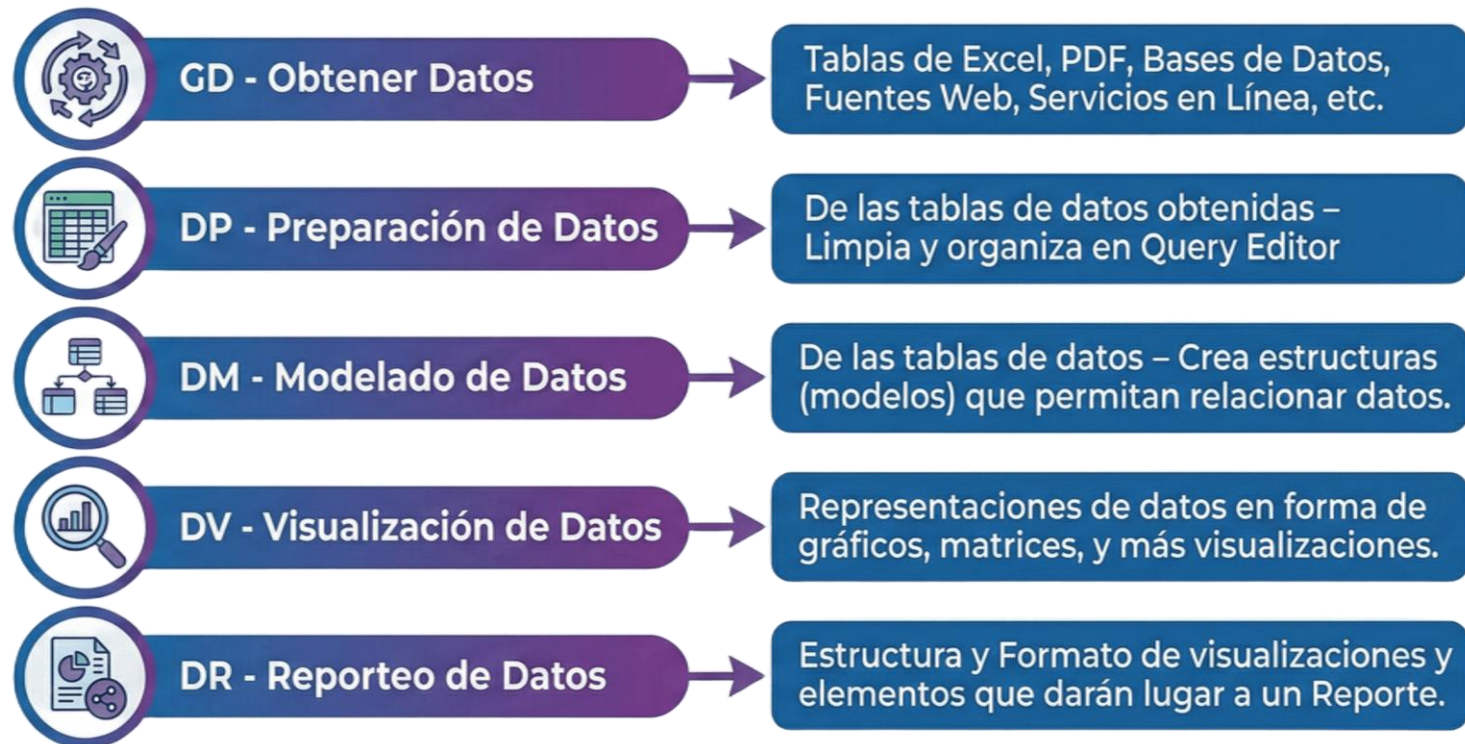 GD - Obtener Datos
Tablas de Excel, PDF, Bases de Datos,
Fuentes Web, Servicios en Línea, etc.
DP - Preparación de Datos
De las tablas de datos obtenidas –
Limpia y organiza en Query Editor
DM - Modelado de Datos
De las tablas de datos – Crea estructuras
(modelos) que permitan relacionar datos.
DV - Visualización de Datos
Representaciones de datos en forma de
gráficos, matrices, y más visualizaciones.
DR - Reporteo de Datos
Estructura y Formato de visualizaciones y
elementos que darán lugar a un Reporte.